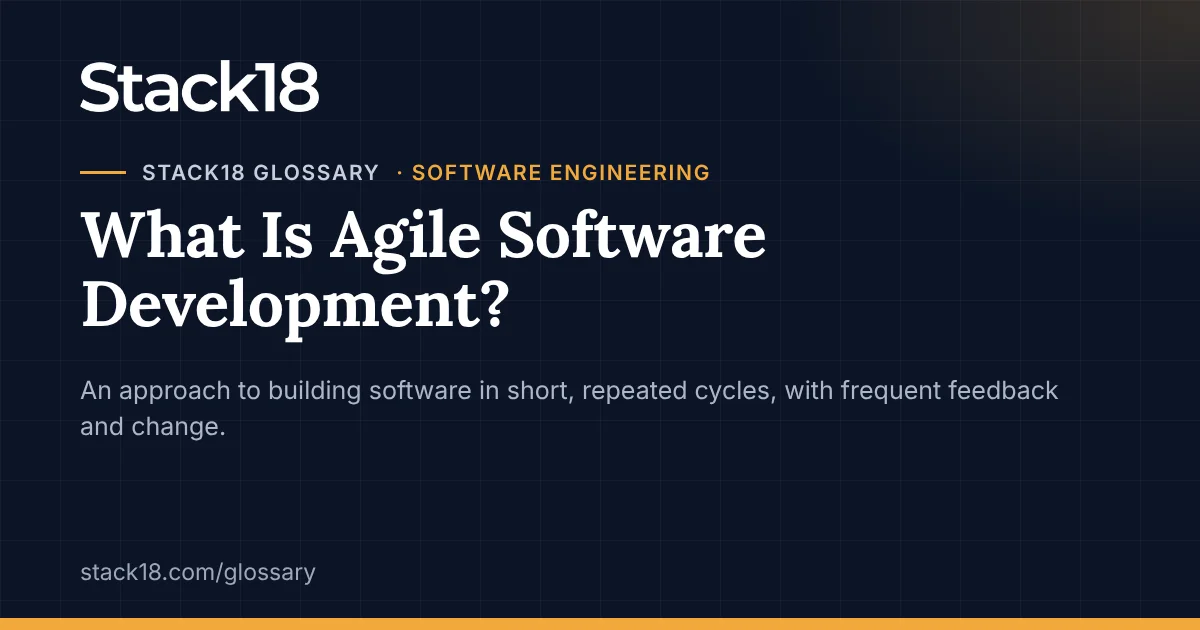 Stack18
STACK18 GLOSSARY · SOFTWARE ENGINEERING
What Is Agile Software
Development?
An approach to building software in short, repeated cycles, with frequent feedback
and change.
stack18.com/glossary